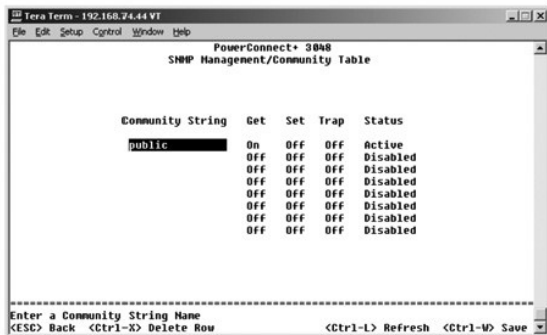 Tera Term - 192.168.74.44 VT
File Edit Setup Control Window Help
PowerConnect+ 3048
SNMP Management/Community Table
Community String Get Set Trap Status
public On Off Off Active
Off Off Off Disabled
Off Off Off Disabled
Off Off Off Disabled
Off Off Off Disabled
Off Off Off Disabled
Off Off Off Disabled
Off Off Off Disabled
Enter a Community String Name
<ESC> Back <Ctrl-X> Delete Row <Ctrl-L> Refresh <Ctrl-W> Save